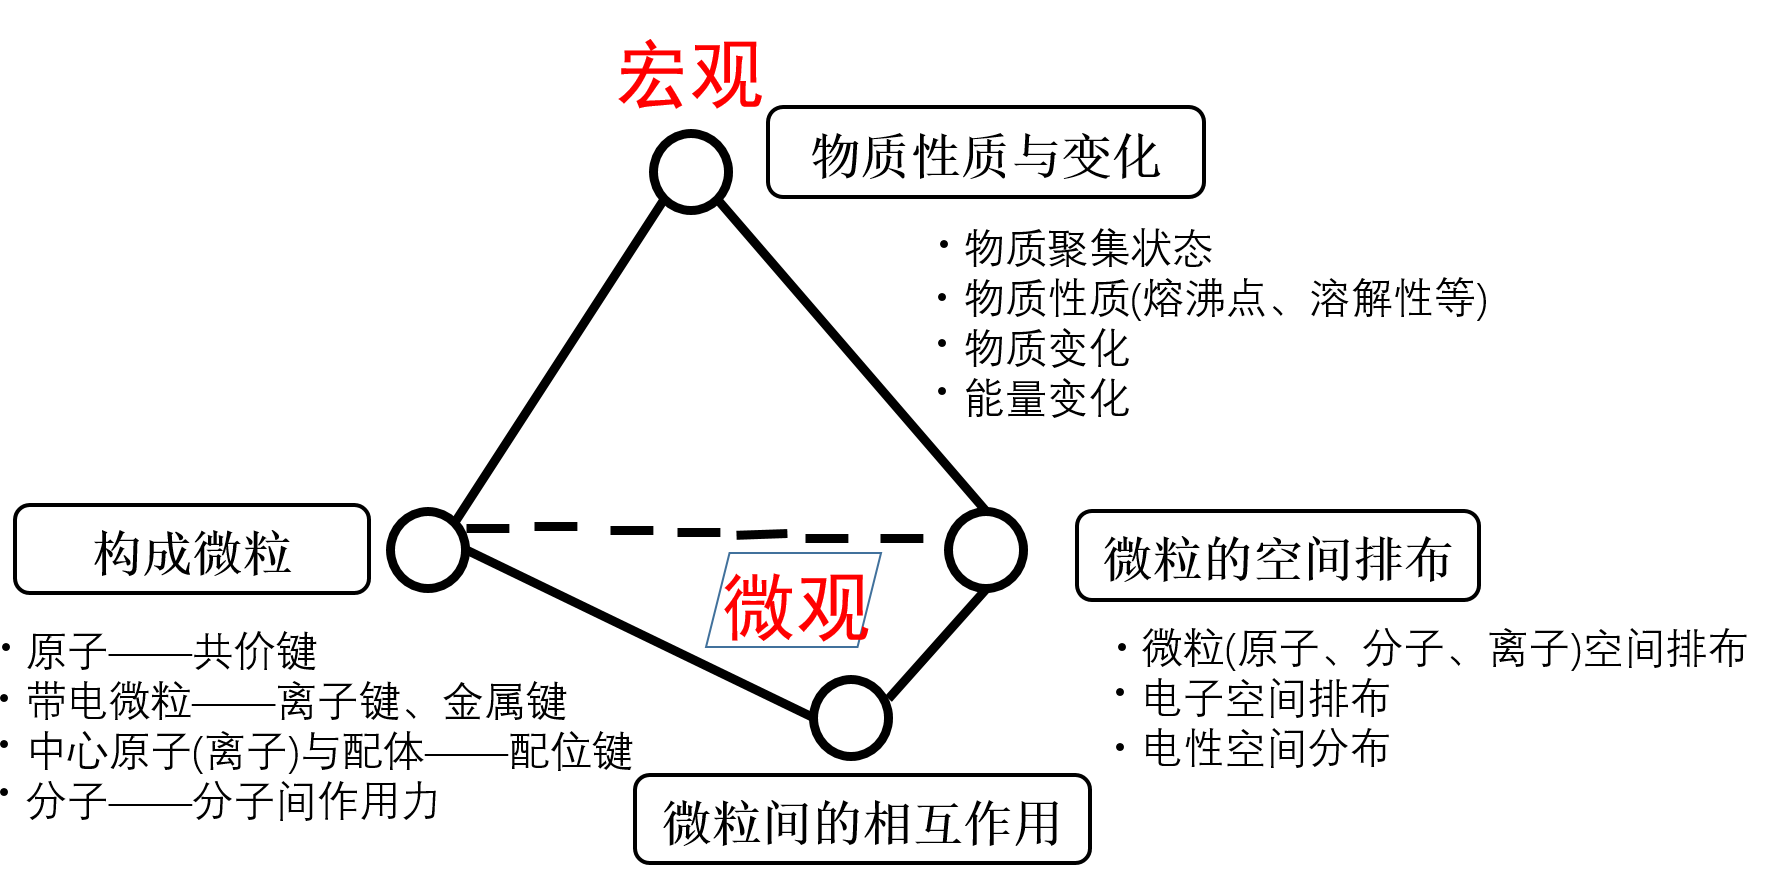 宏观
物质性质与变化
·物质聚集状态
·物质性质(熔沸点、溶解性等)
·物质变化
·能量变化
构成微粒
·原子——共价键
·带电微粒——离子键、金属键
·中心原子(离子)与配体——配位键
·分子——分子间作用力
微观
微粒的空间排布
·微粒(原子、分子、离子)空间排布
·电子空间排布
·电性空间分布
微粒间的相互作用